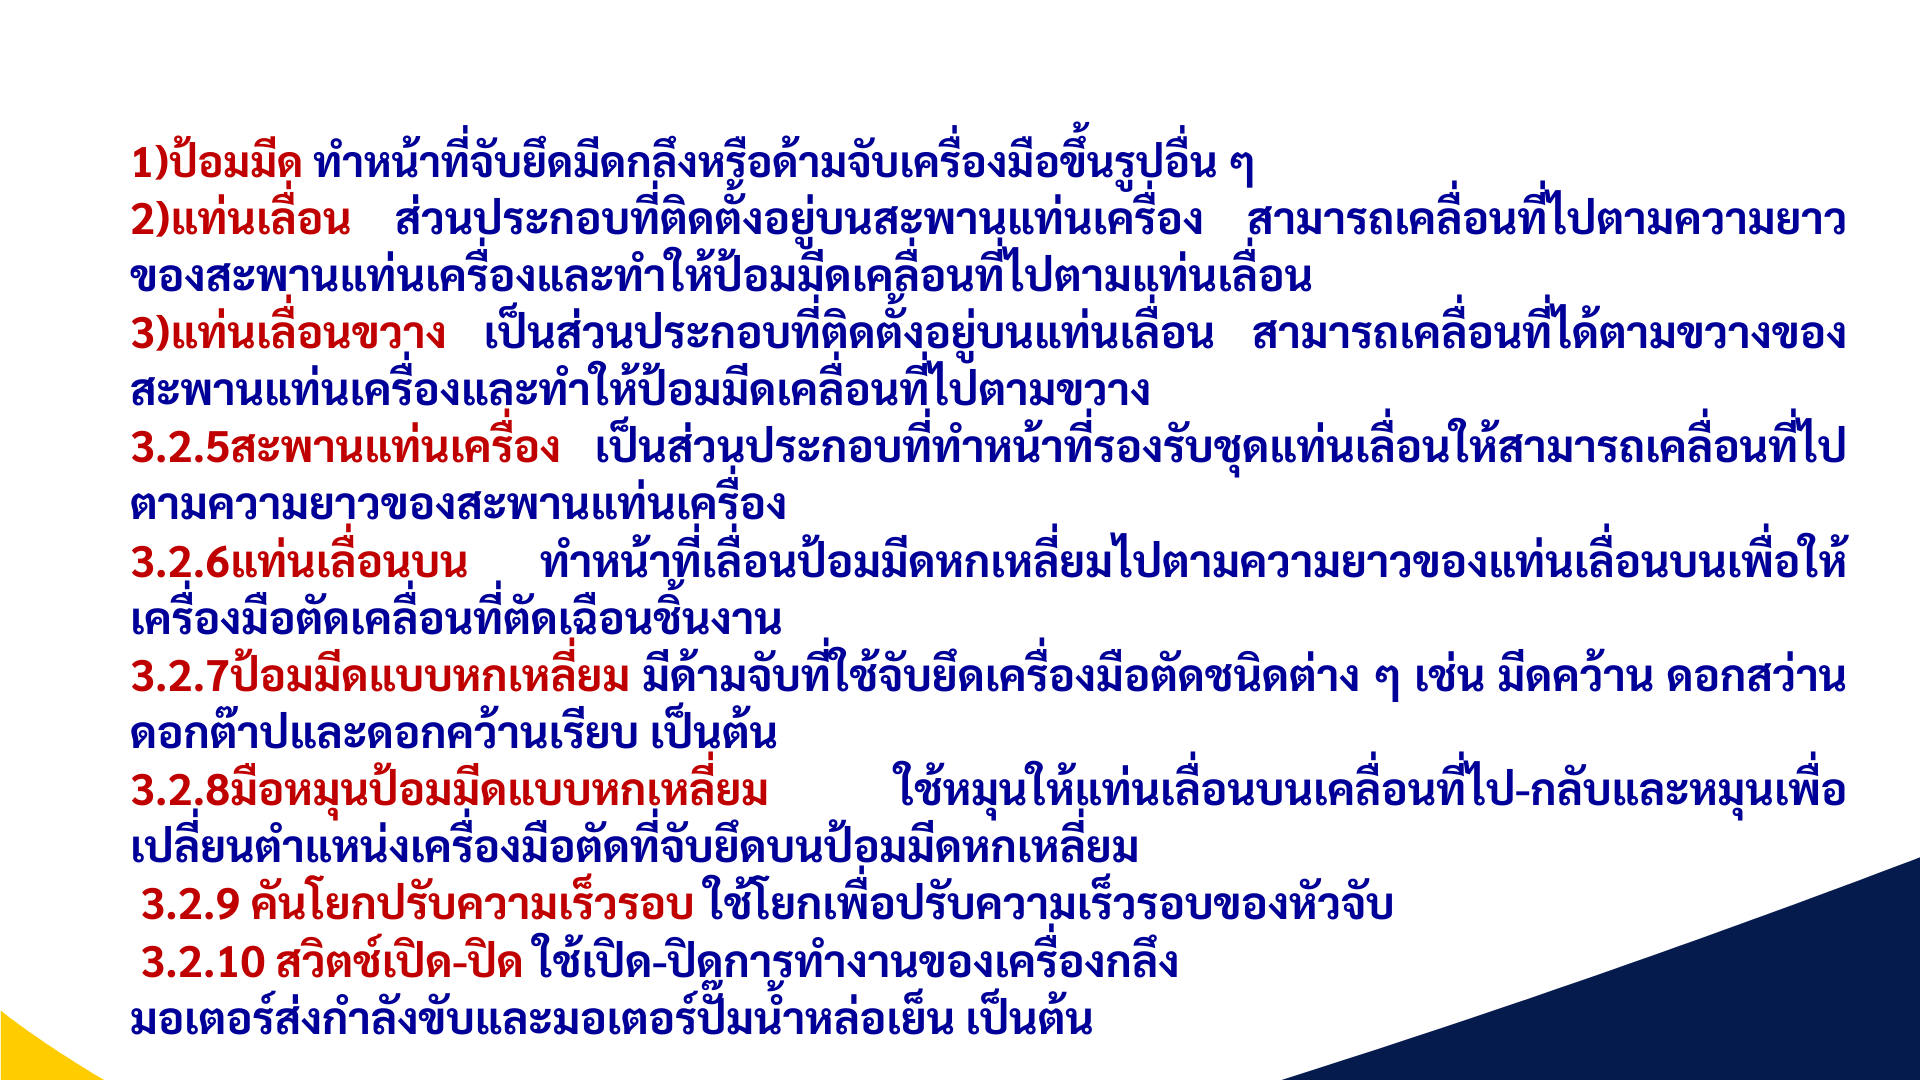 1)ป้อมมีด ทำหน้าที่จับยึดมีดกลึงหรือด้ามจับเครื่องมือขึ้นรูปอื่น ๆ
2)แท่นเลื่อน ส่วนประกอบที่ติดตั้งอยู่บนสะพานแท่นเครื่อง สามารถเคลื่อนที่ไปตามความยาว
ของสะพานแท่นเครื่องและทำให้ป้อมมีดเคลื่อนที่ไปตามแท่นเลื่อน
3)แท่นเลื่อนขวาง เป็นส่วนประกอบที่ติดตั้งอยู่บนแท่นเลื่อน สามารถเคลื่อนที่ได้ตามขวางของ
สะพานแท่นเครื่องและทำให้ป้อมมีดเคลื่อนที่ไปตามขวาง
3.2.5สะพานแท่นเครื่อง เป็นส่วนประกอบที่ทำหน้าที่รองรับชุดแท่นเลื่อนให้สามารถเคลื่อนที่ไป
ตามความยาวของสะพานแท่นเครื่อง
3.2.6แท่นเลื่อนบน ทำหน้าที่เลื่อนป้อมมีดหกเหลี่ยมไปตามความยาวของแท่นเลื่อนบนเพื่อให้
เครื่องมือตัดเคลื่อนที่ตัดเฉือนชิ้นงาน
3.2.7ป้อมมีดแบบหกเหลี่ยม มีด้ามจับที่ใช้จับยึดเครื่องมือตัดชนิดต่าง ๆ เช่น มีดคว้าน ดอกสว่าน
ดอกต๊าปและดอกคว้านเรียบ เป็นต้น
3.2.8มือหมุนป้อมมีดแบบหกเหลี่ยม ใช้หมุนให้แท่นเลื่อนบนเคลื่อนที่ไป-กลับและหมุนเพื่อ
เปลี่ยนตำแหน่งเครื่องมือตัดที่จับยึดบนป้อมมีดหกเหลี่ยม
3.2.9 คันโยกปรับความเร็วรอบ ใช้โยกเพื่อปรับความเร็วรอบของหัวจับ
3.2.10 สวิตช์เปิด-ปิด ใช้เปิด-ปิดการทำงานของเครื่องกลึง
มอเตอร์ส่งกำลังขับและมอเตอร์ปั๊มน้ำหล่อเย็น เป็นต้น